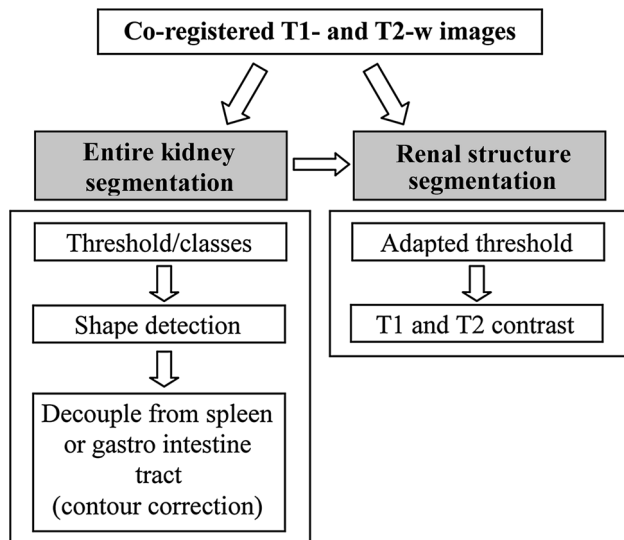 Co-registered T1- and T2-w images
Entire kidney
segmentation
Renal structure
segmentation
Threshold/classes
Shape detection
Decouple from spleen
or gastro intestine
tract
(contour correction)
Adapted threshold
T1 and T2 contrast